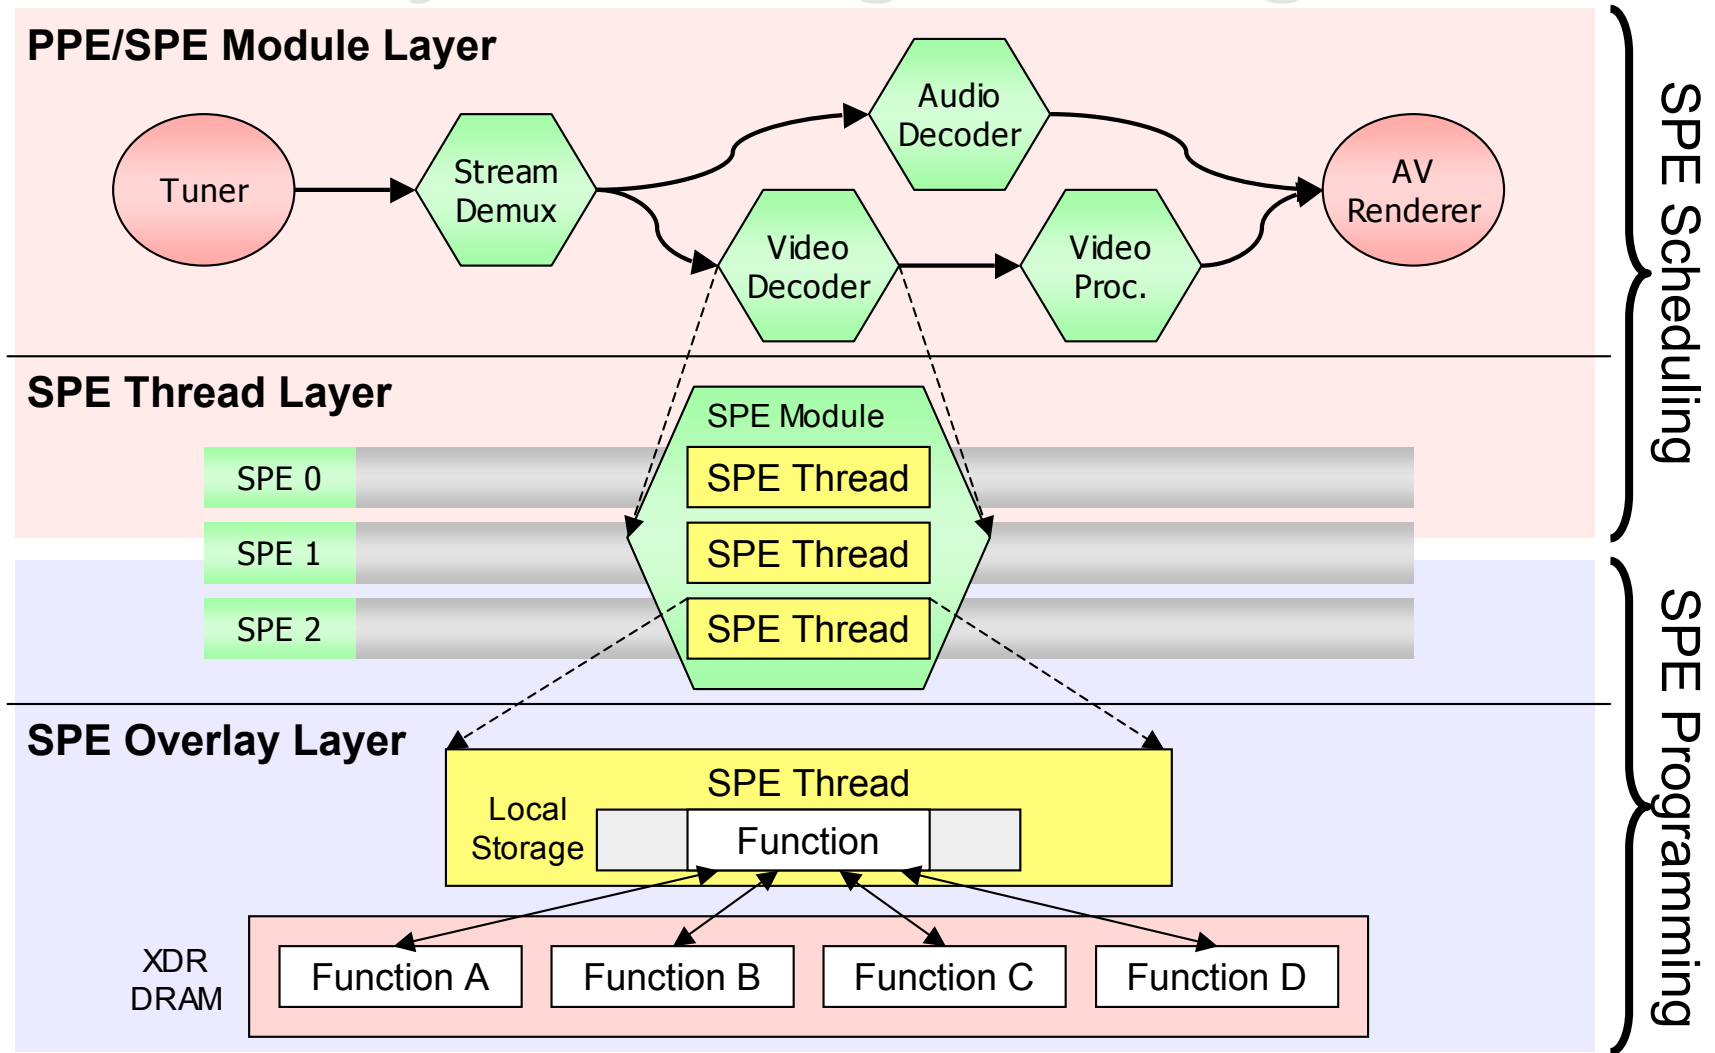 PPE/SPE Module Layer
Tuner
Stream
Demux
Audio
Decoder
Video
Decoder
Video
Proc.
AV
Renderer
SPE Scheduling
SPE Thread Layer
SPE Module
SPE 0
SPE Thread
SPE 1
SPE Thread
SPE 2
SPE Thread
SPE Programming
SPE Overlay Layer
SPE Thread
Local
Storage
Function
XDR
DRAM
Function A
Function B
Function C
Function D